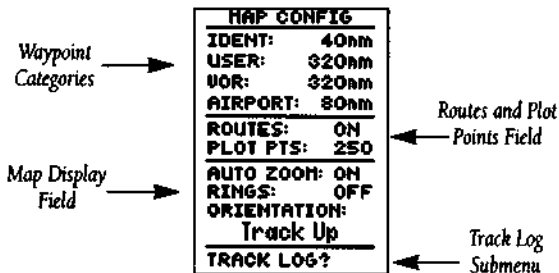 MAP CONFIG
IDENT: 40nm
USER: 320nm
VOR: 320nm
AIRPORT: 80nm
ROUTES: ON
PLOT PTS: 250
AUTO ZOOM: ON
RINGS: OFF
ORIENTATION:
Track Up
TRACK LOG?
Waypoint
Categories
Map Display
Field
Routes and Plot
Points Field
Track Log
Submenu